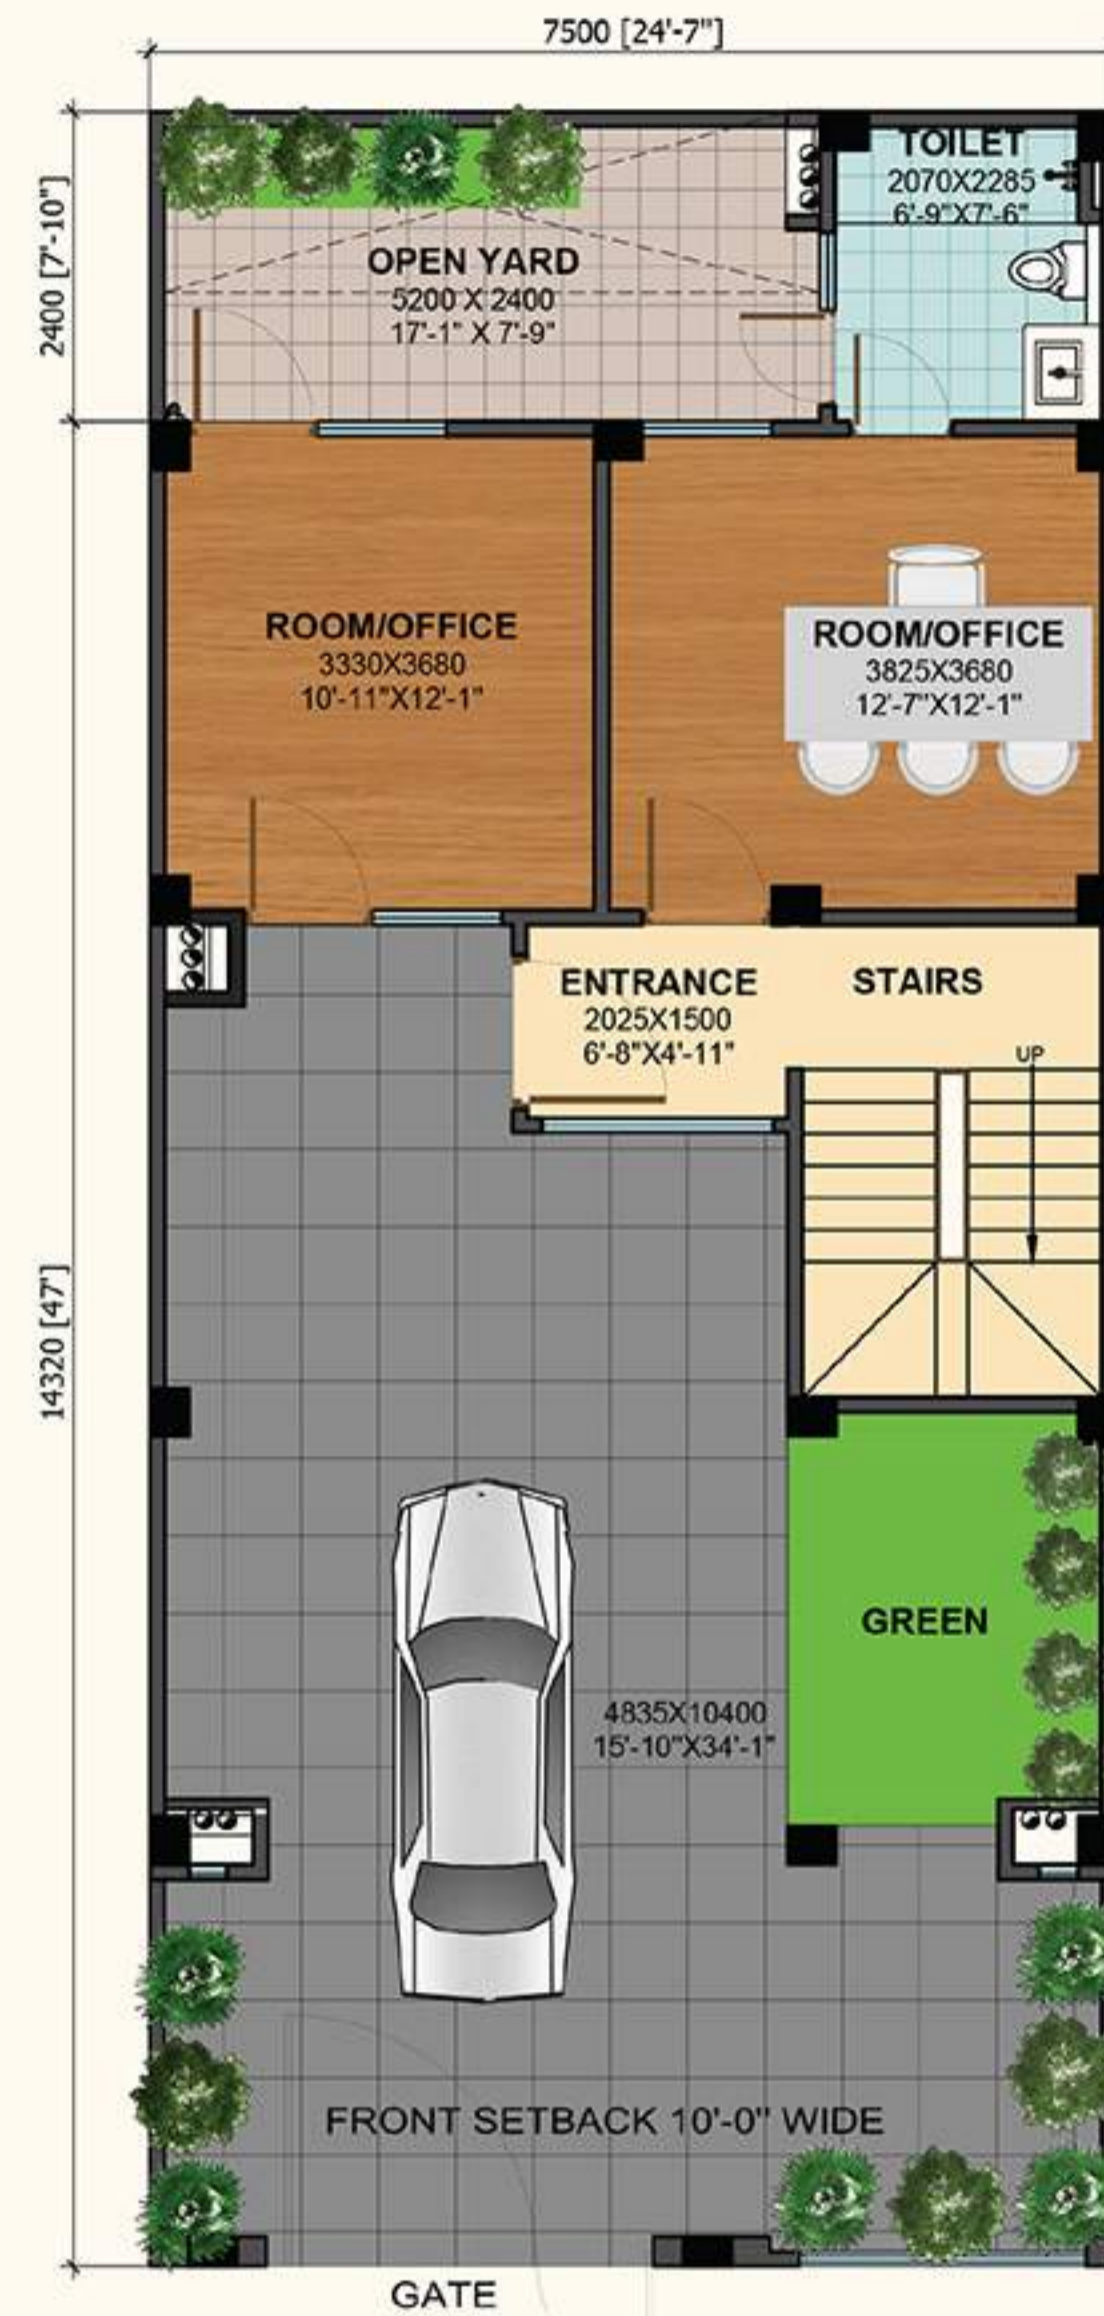 7500 [24'-7"]
2400 [7'-10"]
TOILET
2070X2285
6'-9"X7'-6"
OPEN YARD
5200 X 2400
17'-1" X 7'-9"
ROOM/OFFICE
3330X3680
10'-11"X12'-1"
ROOM/OFFICE
3825X3680
12'-7"X12'-1"
ENTRANCE
2025X1500
6'-8"X4'-11"
STAIRS
UP
14320 [47']
GREEN
4835X10400
15'-10"X34'-1"
FRONT SETBACK 10'-0" WIDE
GATE